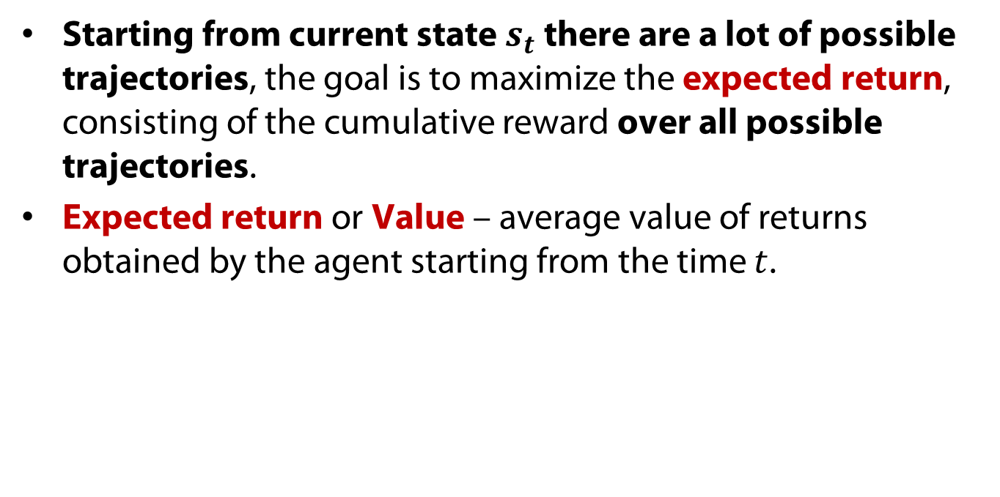 • Starting from current state s_t there are a lot of possible
trajectories, the goal is to maximize the expected return,
consisting of the cumulative reward over all possible
trajectories.
• Expected return or Value – average value of returns
obtained by the agent starting from the time t.